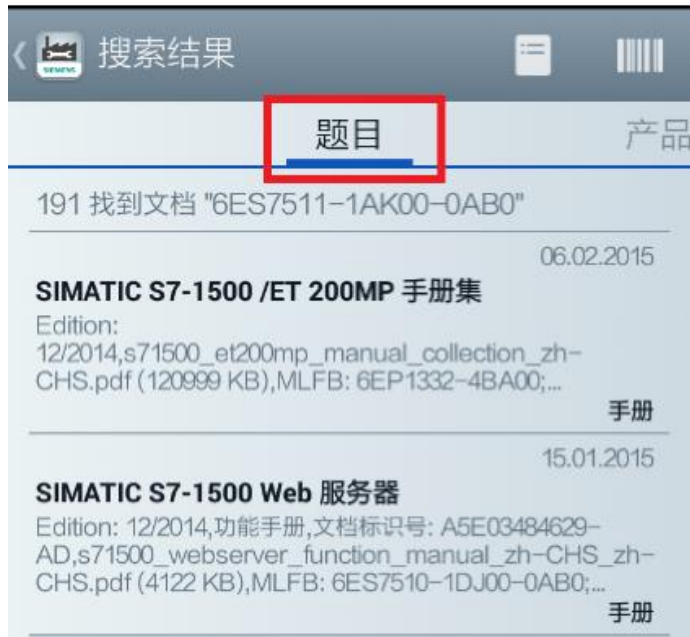 SIEMENS
搜索结果
题目
产品
191 找到文档 "6ES7511-1AK00-0AB0"
06.02.2015
SIMATIC S7-1500 /ET 200MP 手册集
Edition:
12/2014,s71500_et200mp_manual_collection_zh-
CHS.pdf (120999 KB),MLFB: 6EP1332-4BA00;...
手册
15.01.2015
SIMATIC S7-1500 Web 服务器
Edition: 12/2014,功能手册,文档标识号: A5E03484629-
AD,s71500_webserver_function_manual_zh-CHS_zh-
CHS.pdf (4122 KB),MLFB: 6ES7510-1DJ00-0AB0;...
手册